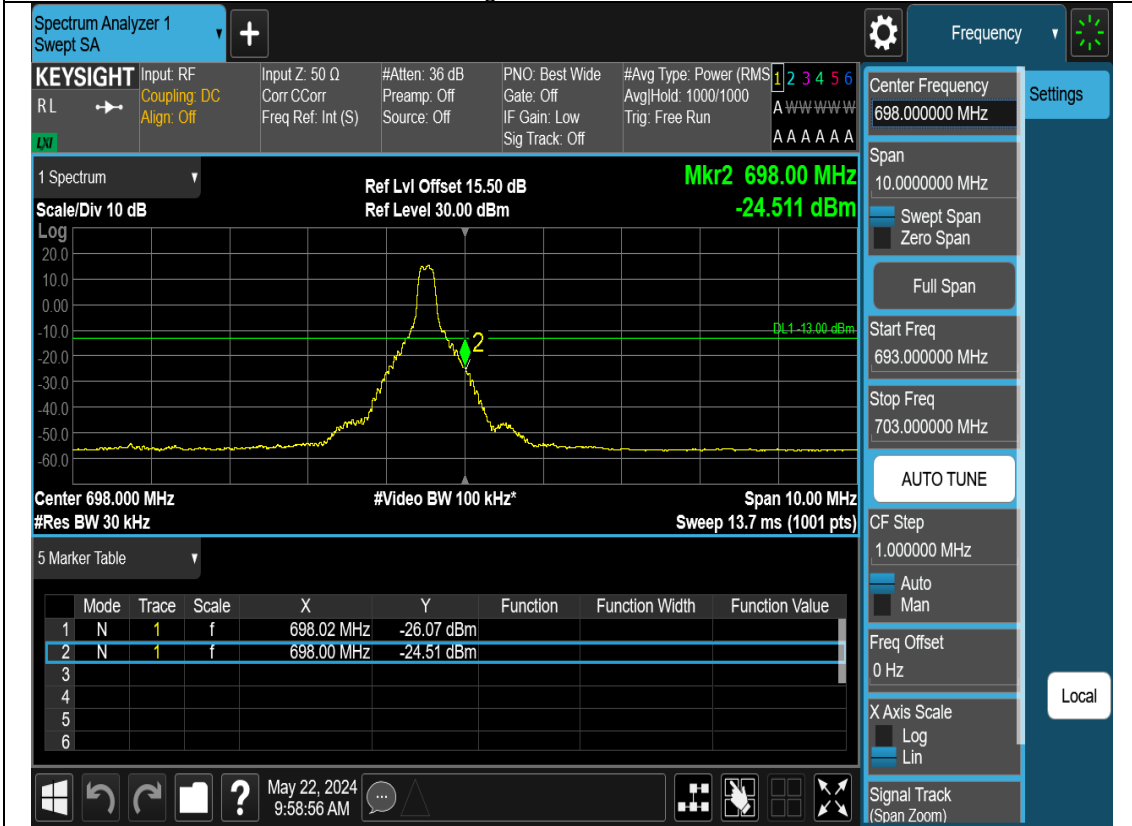 Spectrum Analyzer 1
Swept SA
Frequency
KEYSIGHT
RL
LXI
Input: RF
Coupling: DC
Align: Off
Input Z: 50 Ω
Corr CCorr
Freq Ref: Int (S)
#Atten: 36 dB
Preamp: Off
Source: Off
PNO: Best Wide
Gate: Off
IF Gain: Low
Sig Track: Off
#Avg Type: Power (RMS
Avg|Hold: 1000/1000
Trig: Free Run
1 2 3 4 5 6
A W W W W W
A A A A A A
1 Spectrum
Scale/Div 10 dB
Log
Ref Lvl Offset 15.50 dB
Ref Level 30.00 dBm
Mkr2 698.00 MHz
-24.511 dBm
20.0
10.0
0.00
-10.0
-20.0
-30.0
-40.0
-50.0
-60.0
DL1 -13.00 dBm
2
Center 698.000 MHz
#Video BW 100 kHz*
Span 10.00 MHz
#Res BW 30 kHz
Sweep 13.7 ms (1001 pts)
5 Marker Table
Mode Trace Scale X Y Function Function Width Function Value
1 N 1 f 698.02 MHz -26.07 dBm
2 N 1 f 698.00 MHz -24.51 dBm
3
4
5
6
May 22, 2024
9:58:56 AM
Center Frequency
698.000000 MHz
Settings
Span
10.0000000 MHz
Swept Span
Zero Span
Full Span
Start Freq
693.000000 MHz
Stop Freq
703.000000 MHz
AUTO TUNE
CF Step
1.000000 MHz
Auto
Man
Freq Offset
0 Hz
X Axis Scale
Log
Lin
Local
Signal Track
(Span Zoom)